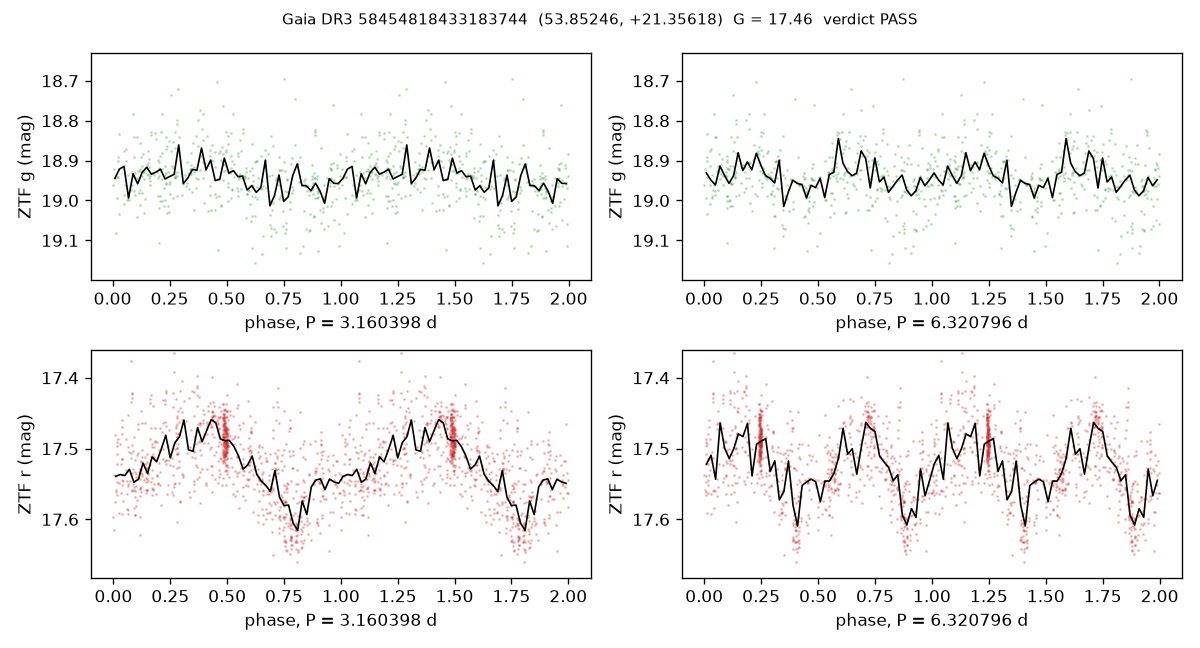 Gaia DR3 58454818433183744 (53.85246, +21.35618) G = 17.46 verdict PASS
ZTF g (mag)
18.7
18.8
18.9
19.0
19.1
0.00 0.25 0.50 0.75 1.00 1.25 1.50 1.75 2.00
phase, P = 3.160398 d
ZTF g (mag)
18.7
18.8
18.9
19.0
19.1
0.00 0.25 0.50 0.75 1.00 1.25 1.50 1.75 2.00
phase, P = 6.320796 d
ZTF r (mag)
17.4
17.5
17.6
0.00 0.25 0.50 0.75 1.00 1.25 1.50 1.75 2.00
phase, P = 3.160398 d
ZTF r (mag)
17.4
17.5
17.6
0.00 0.25 0.50 0.75 1.00 1.25 1.50 1.75 2.00
phase, P = 6.320796 d